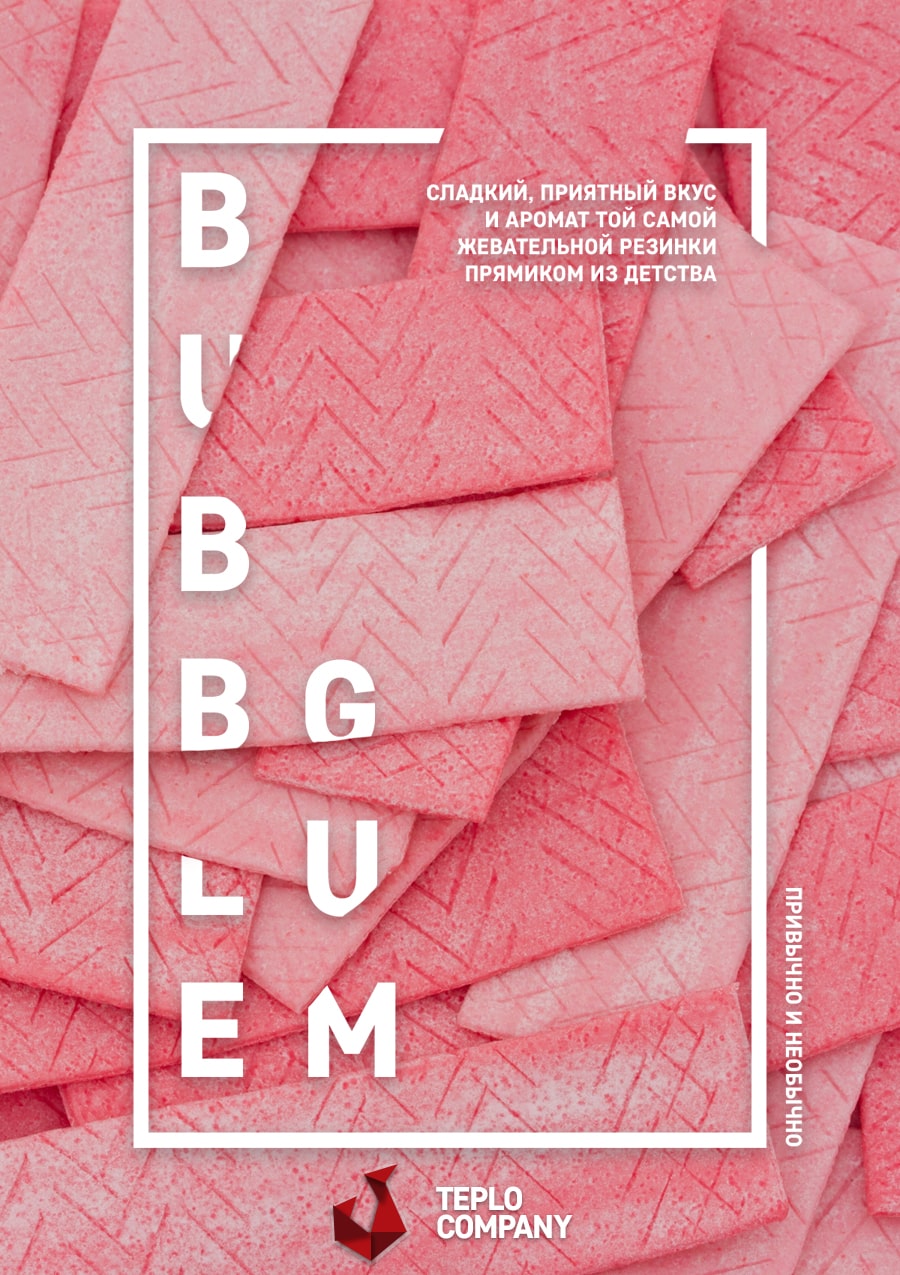 BUBBLE
GUM
СЛАДКИЙ, ПРИЯТНЫЙ ВКУС
И АРОМАТ ТОЙ САМОЙ
ЖЕВАТЕЛЬНОЙ РЕЗИНКИ
ПРЯМИКОМ ИЗ ДЕТСТВА
ПРИВЫЧНО И НЕОБЫЧНО
TEPLO
COMPANY